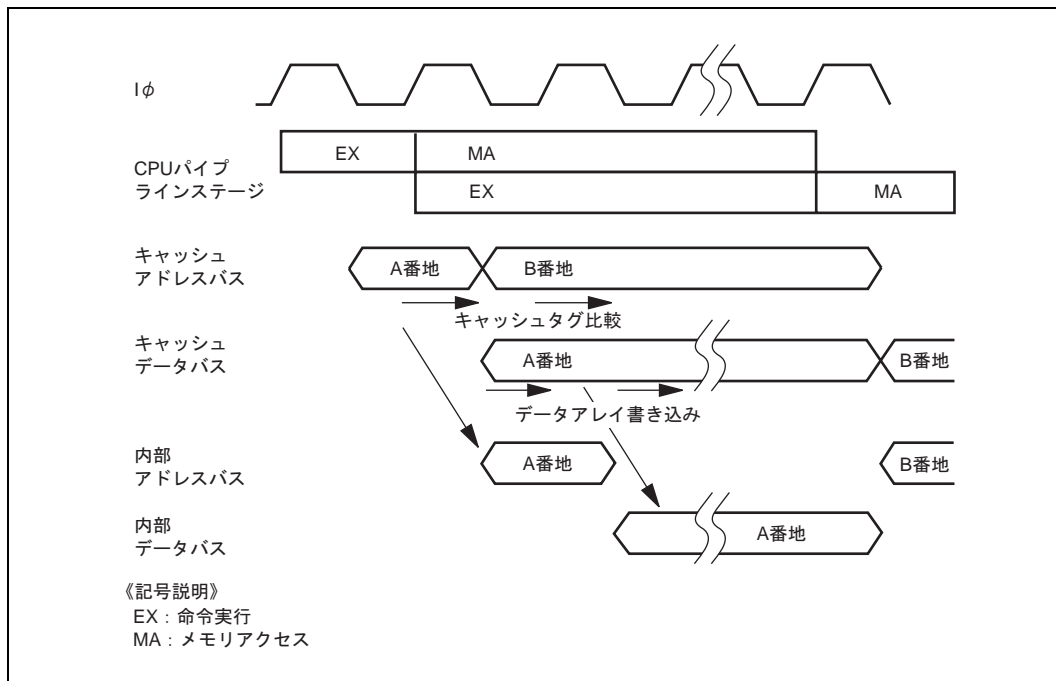 Iφ
CPUパイプ
ラインステージ
EX
MA
EX
MA
キャッシュ
アドレスバス
A番地
B番地
キャッシュタグ比較
キャッシュ
データバス
A番地
B番地
データアレイ書き込み
内部
アドレスバス
A番地
B番地
内部
データバス
A番地
《記号説明》
EX：命令実行
MA：メモリアクセス